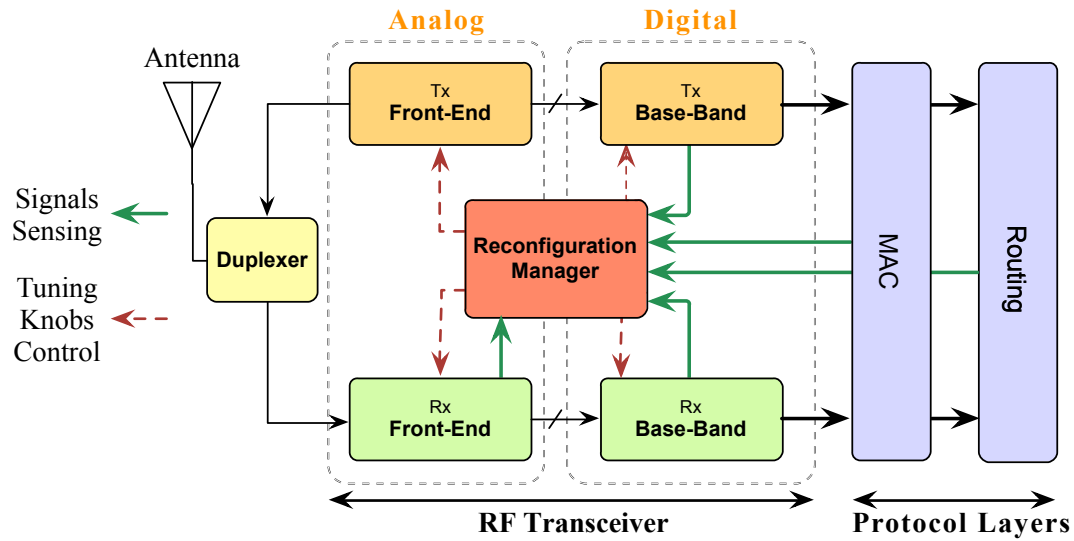 Analog
Digital
Antenna
Tx
Front-End
Tx
Base-Band
Signals
Sensing
Duplexer
Reconfiguration
Manager
MAC
Routing
Tuning
Knobs
Control
Rx
Front-End
Rx
Base-Band
RF Transceiver
Protocol Layers